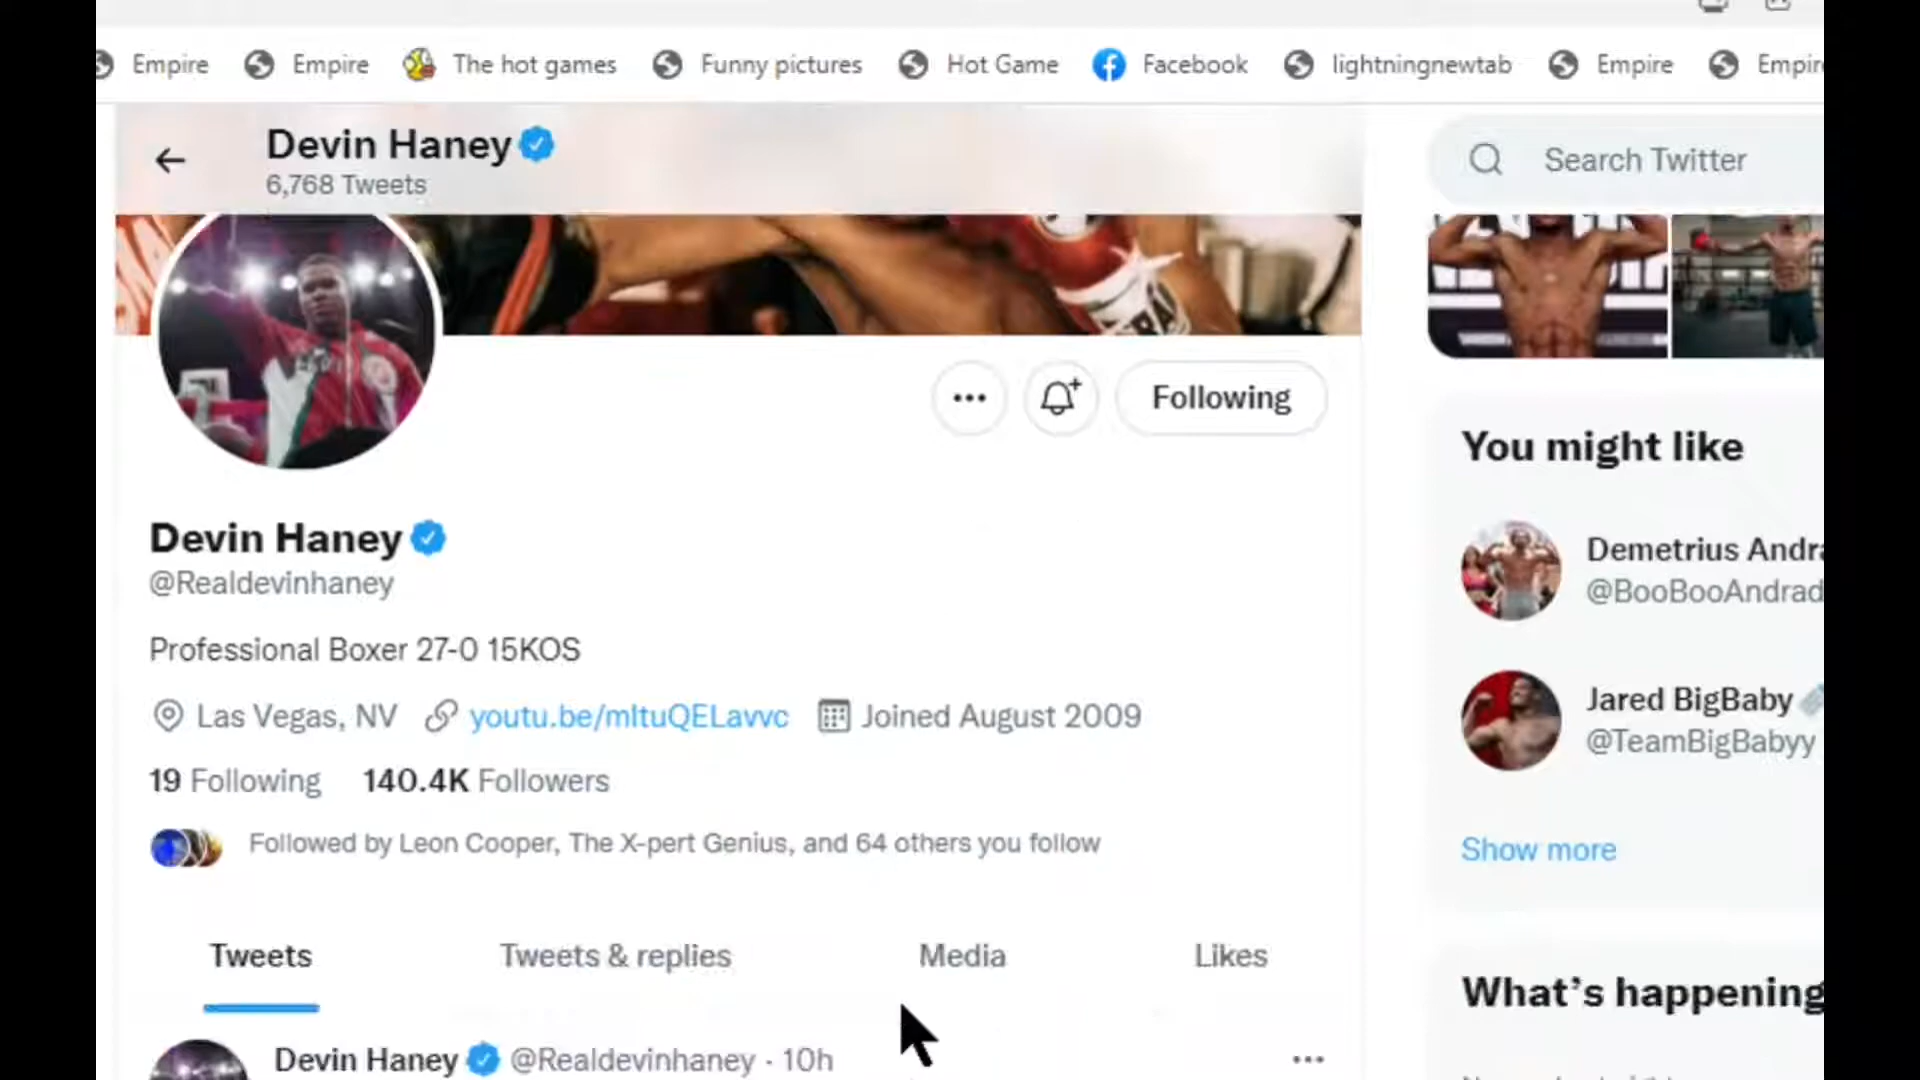 Empire Empire The hot games Funny pictures Hot Game Facebook lightningnewtab Empire
Devin Haney
6,768 Tweets
Search Twitter
Following
You might like
Devin Haney
@Realdevinhaney
Demetrius Andra
@BooBooAndrad
Professional Boxer 27-0 15KOS
Jared BigBaby
@TeamBigBabyy
Las Vegas, NV youtu.be/mltuQELavvc Joined August 2009
19 Following 140.4K Followers
Followed by Leon Cooper, The X-pert Genius, and 64 others you follow
Show more
Tweets Tweets & replies Media Likes
What's happening
Devin Haney @Realdevinhaney · 10h